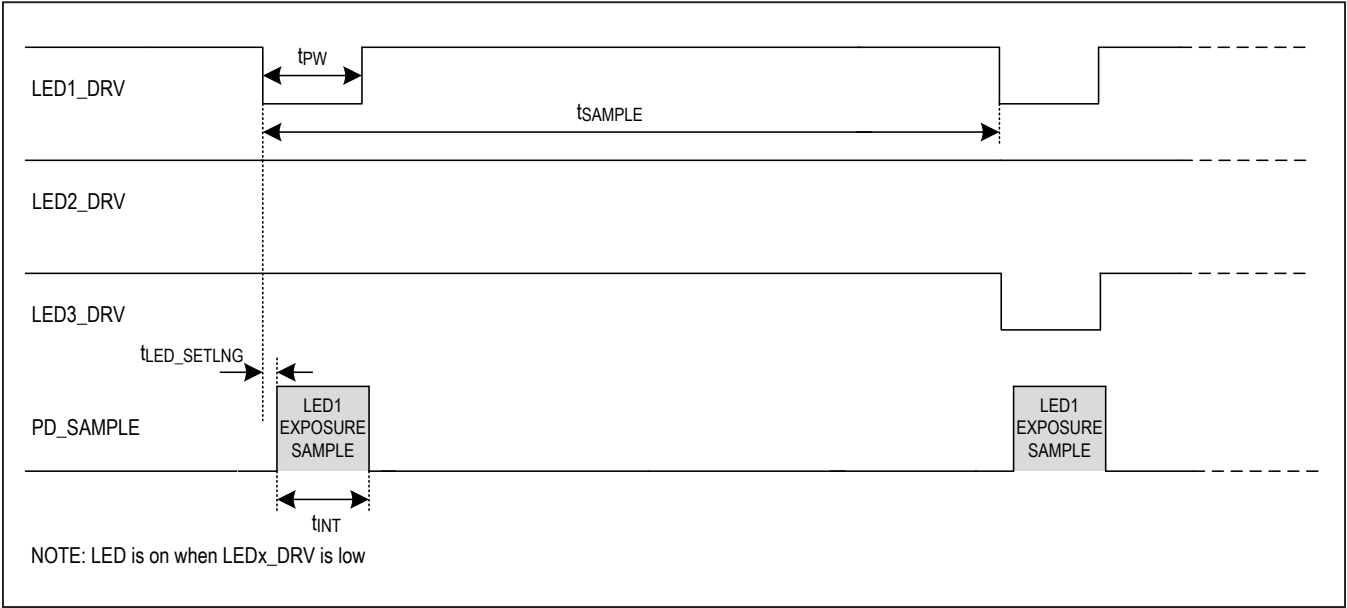 tPW
LED1_DRV
tSAMPLE
LED2_DRV
LED3_DRV
tLED_SETLNG
LED1
EXPOSURE
SAMPLE
LED1
EXPOSURE
SAMPLE
PD_SAMPLE
tINT
NOTE: LED is on when LEDx_DRV is low